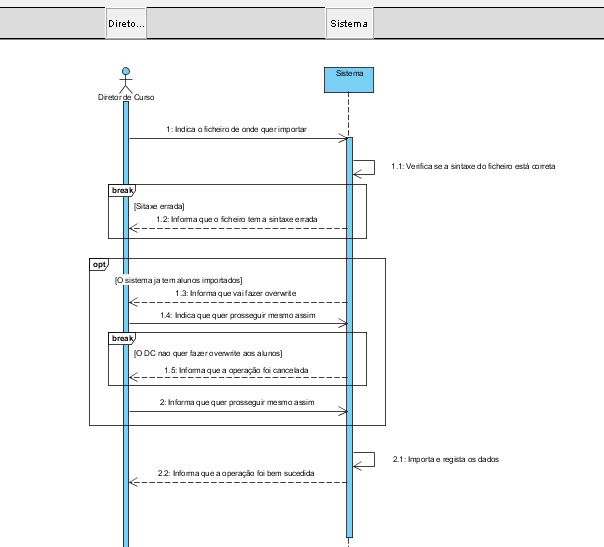 Direto...
Sistema
Sistema
Diretor de Curso
1: Indica o ficheiro de onde quer importar
1.1: Verifica se a sintaxe do ficheiro está correta
break
[Sitaxe errada]
1.2: Informa que o ficheiro tem a sintaxe errada
opt
[O sistema ja tem alunos importados]
1.3: Informa que vai fazer overwrite
1.4: Indica que quer prosseguir mesmo assim
break
[O DC nao quer fazer overwrite aos alunos]
1.5: Informa que a operação foi cancelada
2: Informa que quer prosseguir mesmo assim
2.1: Importa e regista os dados
2.2: Informa que a operação foi bem sucedida